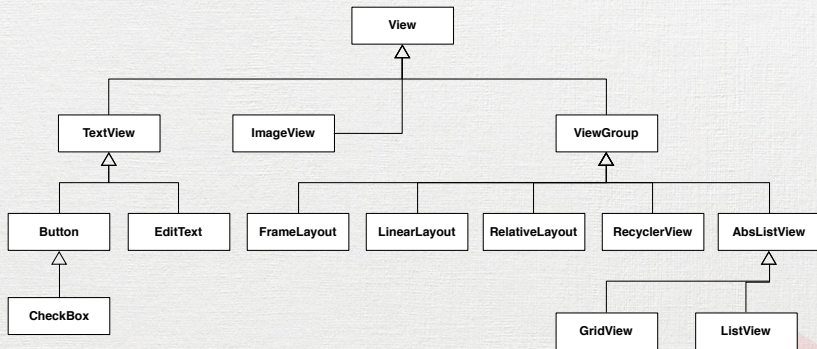 View
TextView
ImageView
ViewGroup
Button
EditText
FrameLayout
LinearLayout
RelativeLayout
RecyclerView
AbsListView
CheckBox
GridView
ListView